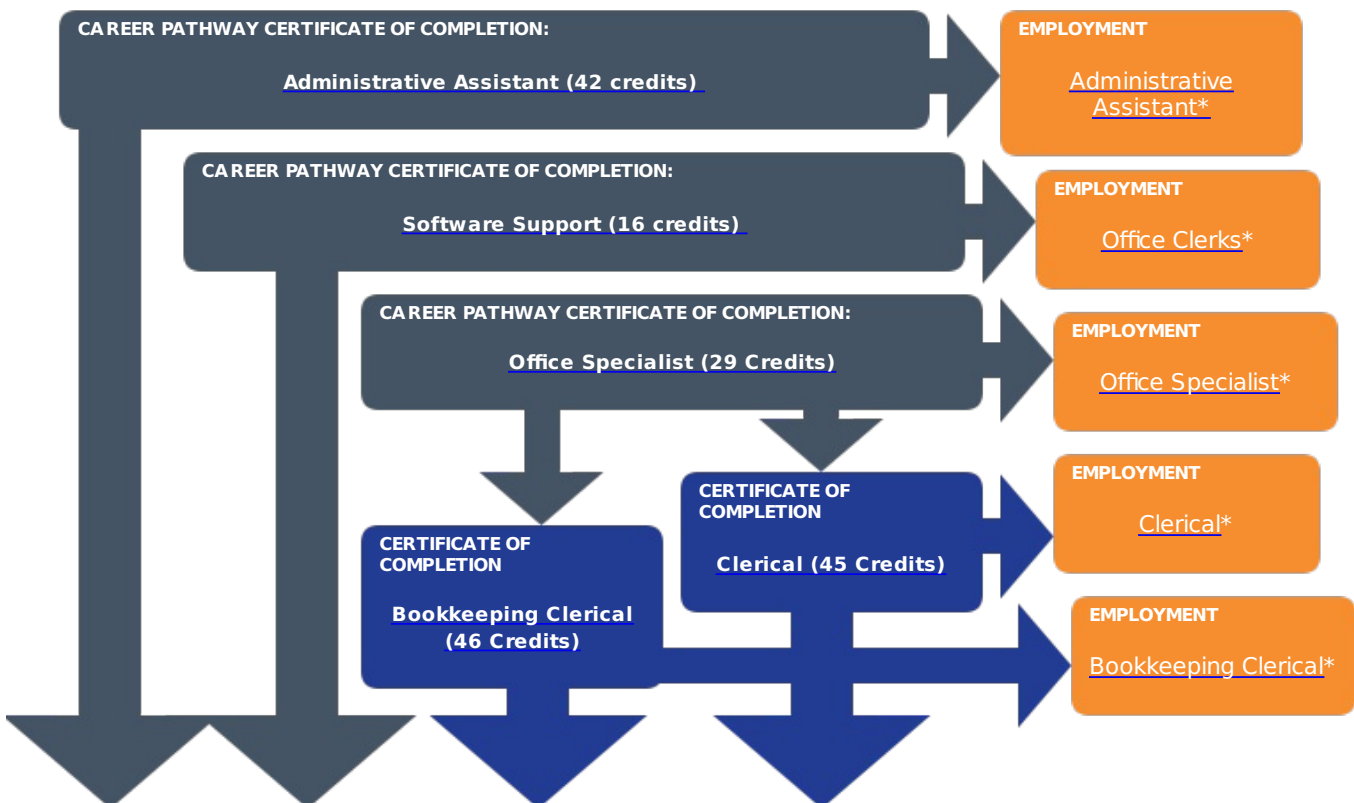 CAREER PATHWAY CERTIFICATE OF COMPLETION:
Administrative Assistant (42 credits)
EMPLOYMENT
Administrative
Assistant*
CAREER PATHWAY CERTIFICATE OF COMPLETION:
Software Support (16 credits)
EMPLOYMENT
Office Clerks*
CAREER PATHWAY CERTIFICATE OF COMPLETION:
Office Specialist (29 Credits)
EMPLOYMENT
Office Specialist*
CERTIFICATE OF
COMPLETION
Clerical (45 Credits)
EMPLOYMENT
Clerical*
CERTIFICATE OF
COMPLETION
Bookkeeping Clerical
(46 Credits)
EMPLOYMENT
Bookkeeping Clerical*